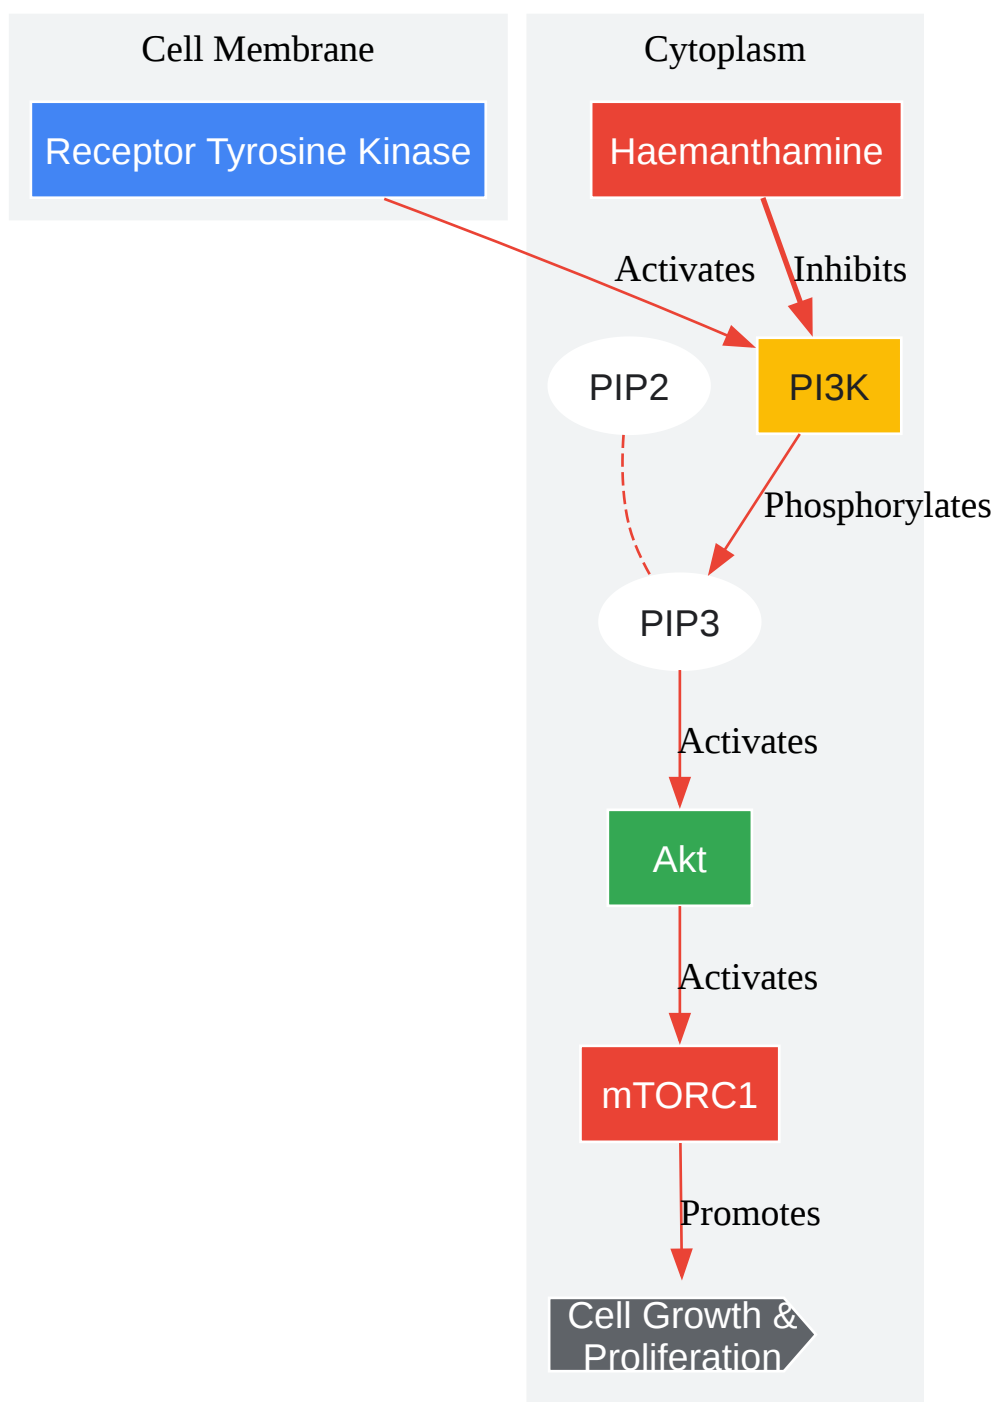 Cell Membrane
Cytoplasm
Receptor Tyrosine Kinase
Haemanthamine
Activates
Inhibits
PIP2
PI3K
Phosphorylates
PIP3
Activates
Akt
Activates
mTORC1
Promotes
Cell Growth &
Proliferation